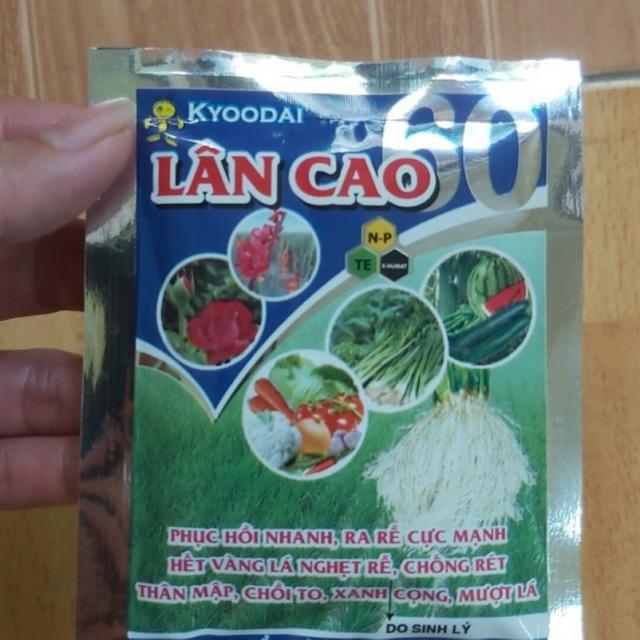 KYOODAI
LÂN CAO 60
N-P
TE K-HUMAT
PHỤC HỒI NHANH, RA RỄ CỰC MẠNH
HẾT VÀNG LÁ NGHẸT RỄ, CHỐNG RÉT
THÂN MẬP, CHỒI TO, XANH CỌNG, MƯỢT LÁ
DO SINH LÝ